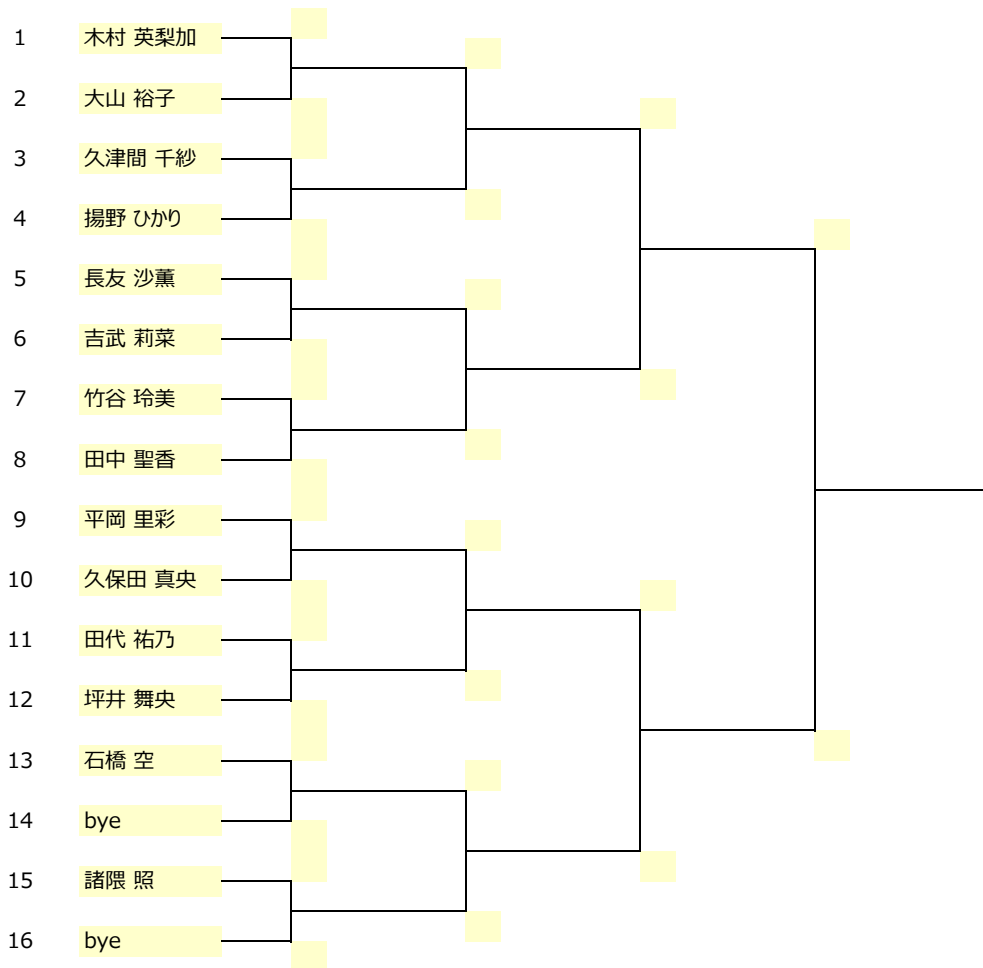 1 木村 英梨加
2 大山 裕子
3 久津間 千紗
4 揚野 ひかり
5 長友 沙薫
6 吉武 莉菜
7 竹谷 玲美
8 田中 聖香
9 平岡 里彩
10 久保田 真央
11 田代 祐乃
12 坪井 舞央
13 石橋 空
14 bye
15 諸隈 照
16 bye